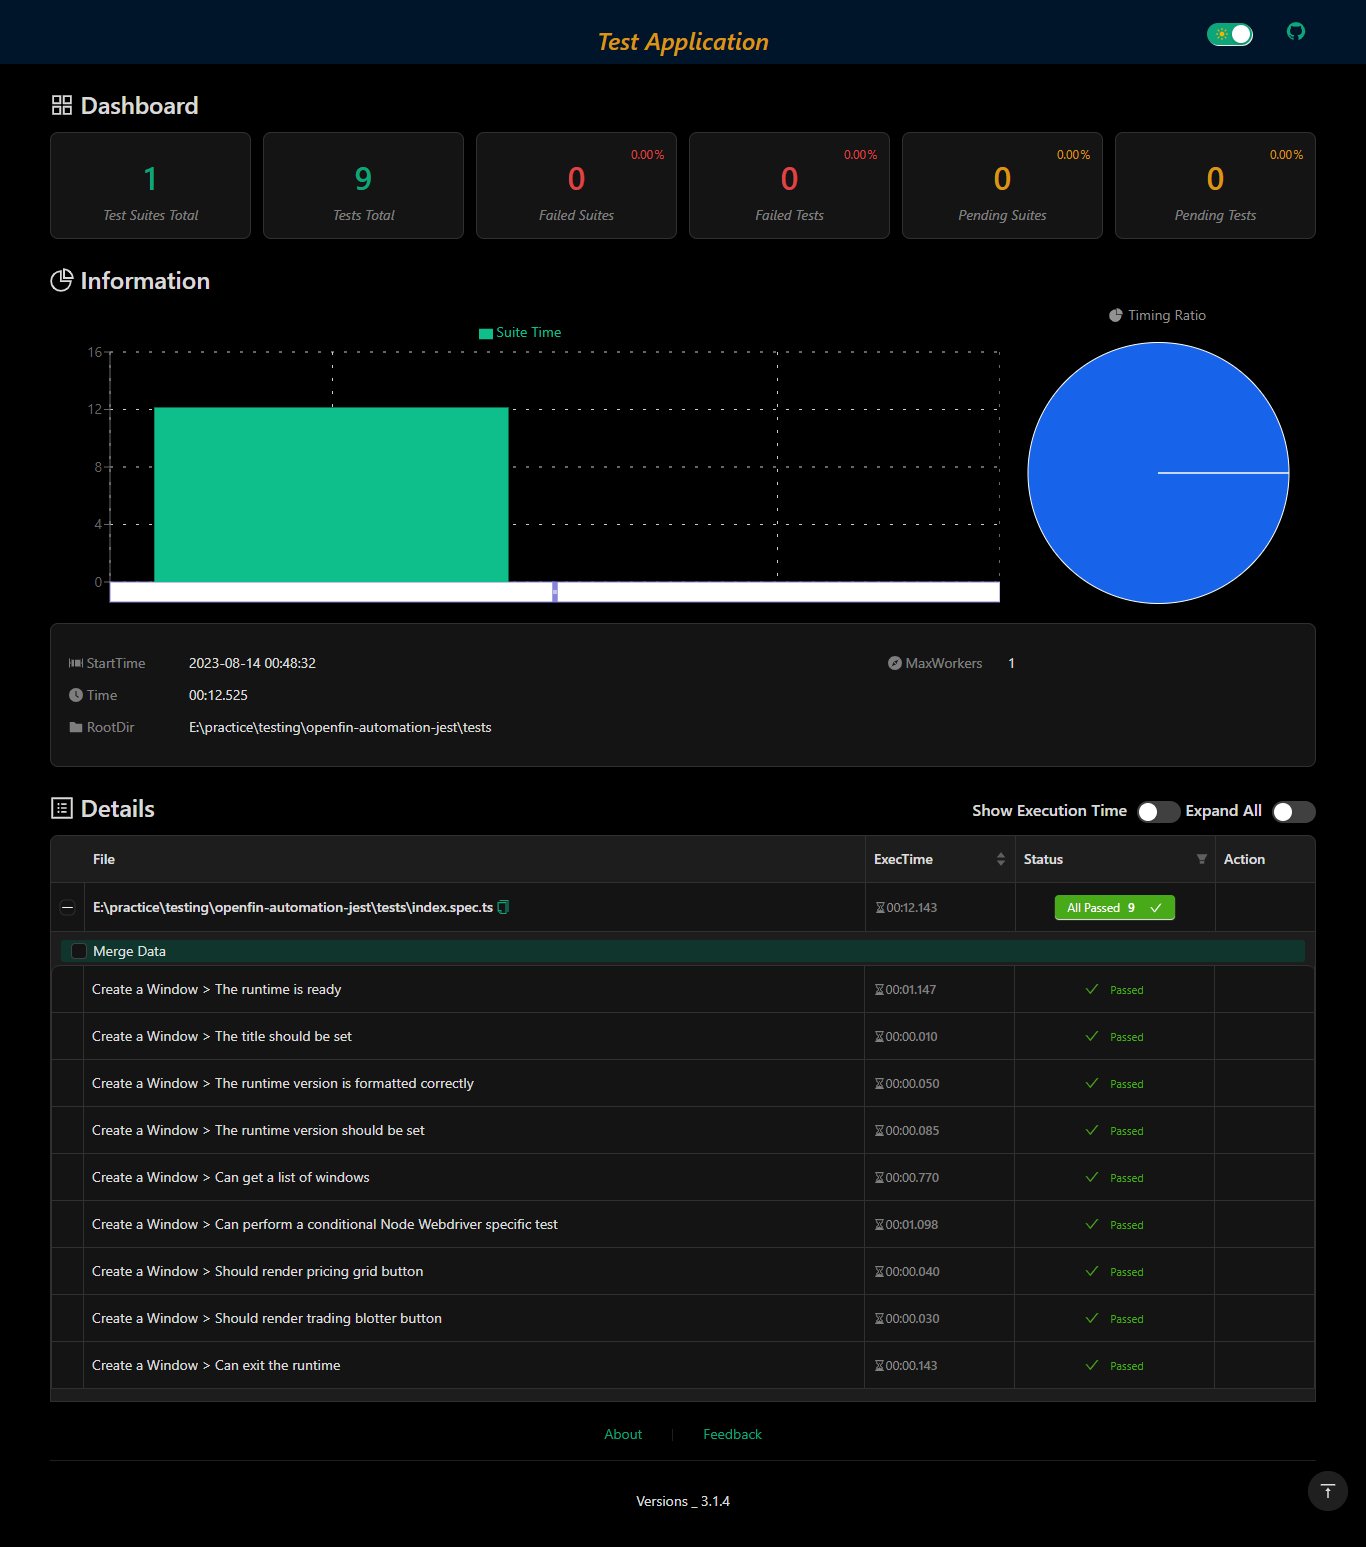 Test Application
Dashboard
0.00%
0.00%
0.00%
0.00%
1
9
0
0
0
0
Test Suites Total
Tests Total
Failed Suites
Failed Tests
Pending Suites
Pending Tests
Information
Timing Ratio
Suite Time
16
12
8
4
0
StartTime 2023-08-14 00:48:32 MaxWorkers 1
Time 00:12.525
RootDir E:\practice\testing\openfin-automation-jest\tests
Details
Show Execution Time Expand All
File ExecTime Status Action
E:\practice\testing\openfin-automation-jest\tests\index.spec.ts 00:12.143 All Passed 9
Merge Data
Create a Window > The runtime is ready 00:01.147 Passed
Create a Window > The title should be set 00:00.010 Passed
Create a Window > The runtime version is formatted correctly 00:00.050 Passed
Create a Window > The runtime version should be set 00:00.085 Passed
Create a Window > Can get a list of windows 00:00.770 Passed
Create a Window > Can perform a conditional Node Webdriver specific test 00:01.098 Passed
Create a Window > Should render pricing grid button 00:00.040 Passed
Create a Window > Should render trading blotter button 00:00.030 Passed
Create a Window > Can exit the runtime 00:00.143 Passed
About | Feedback
Versions _ 3.1.4